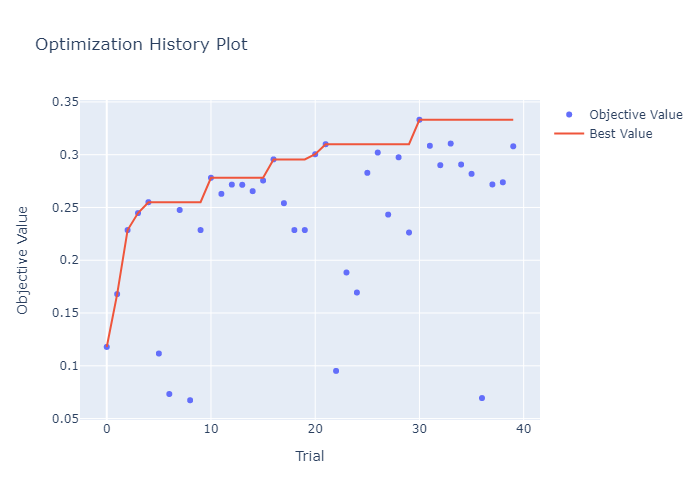 Optimization History Plot
0.35
0.3
0.25
0.2
0.15
0.1
0.05
Objective Value
0
10
20
30
40
Trial
Objective Value
Best Value